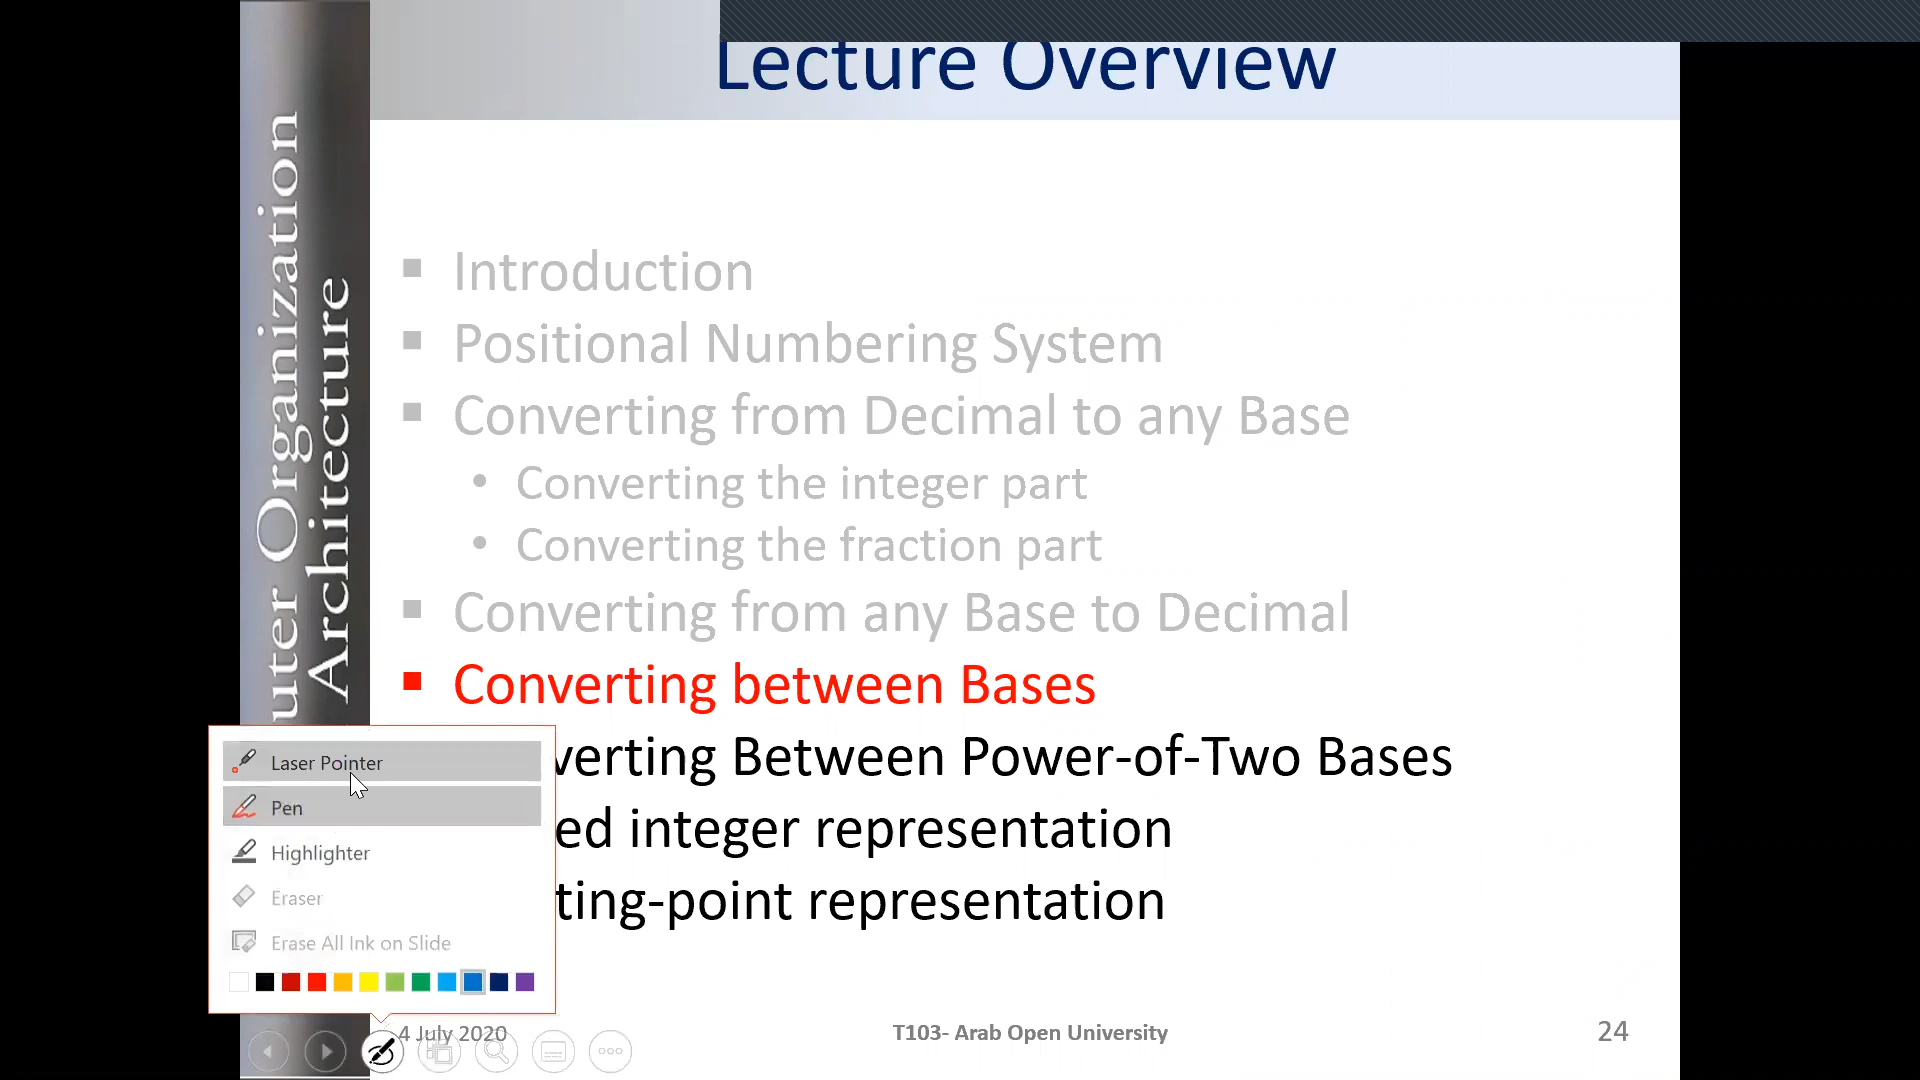 Lecture Overview
Organization
Architecture
Introduction
Positional Numbering System
Converting from Decimal to any Base
Converting the integer part
Converting the fraction part
Converting from any Base to Decimal
Converting between Bases
verting Between Power-of-Two Bases
ed integer representation
ting-point representation
Laser Pointer
Pen
Highlighter
Eraser
Erase All Ink on Slide
4 July 2020
T103- Arab Open University
24